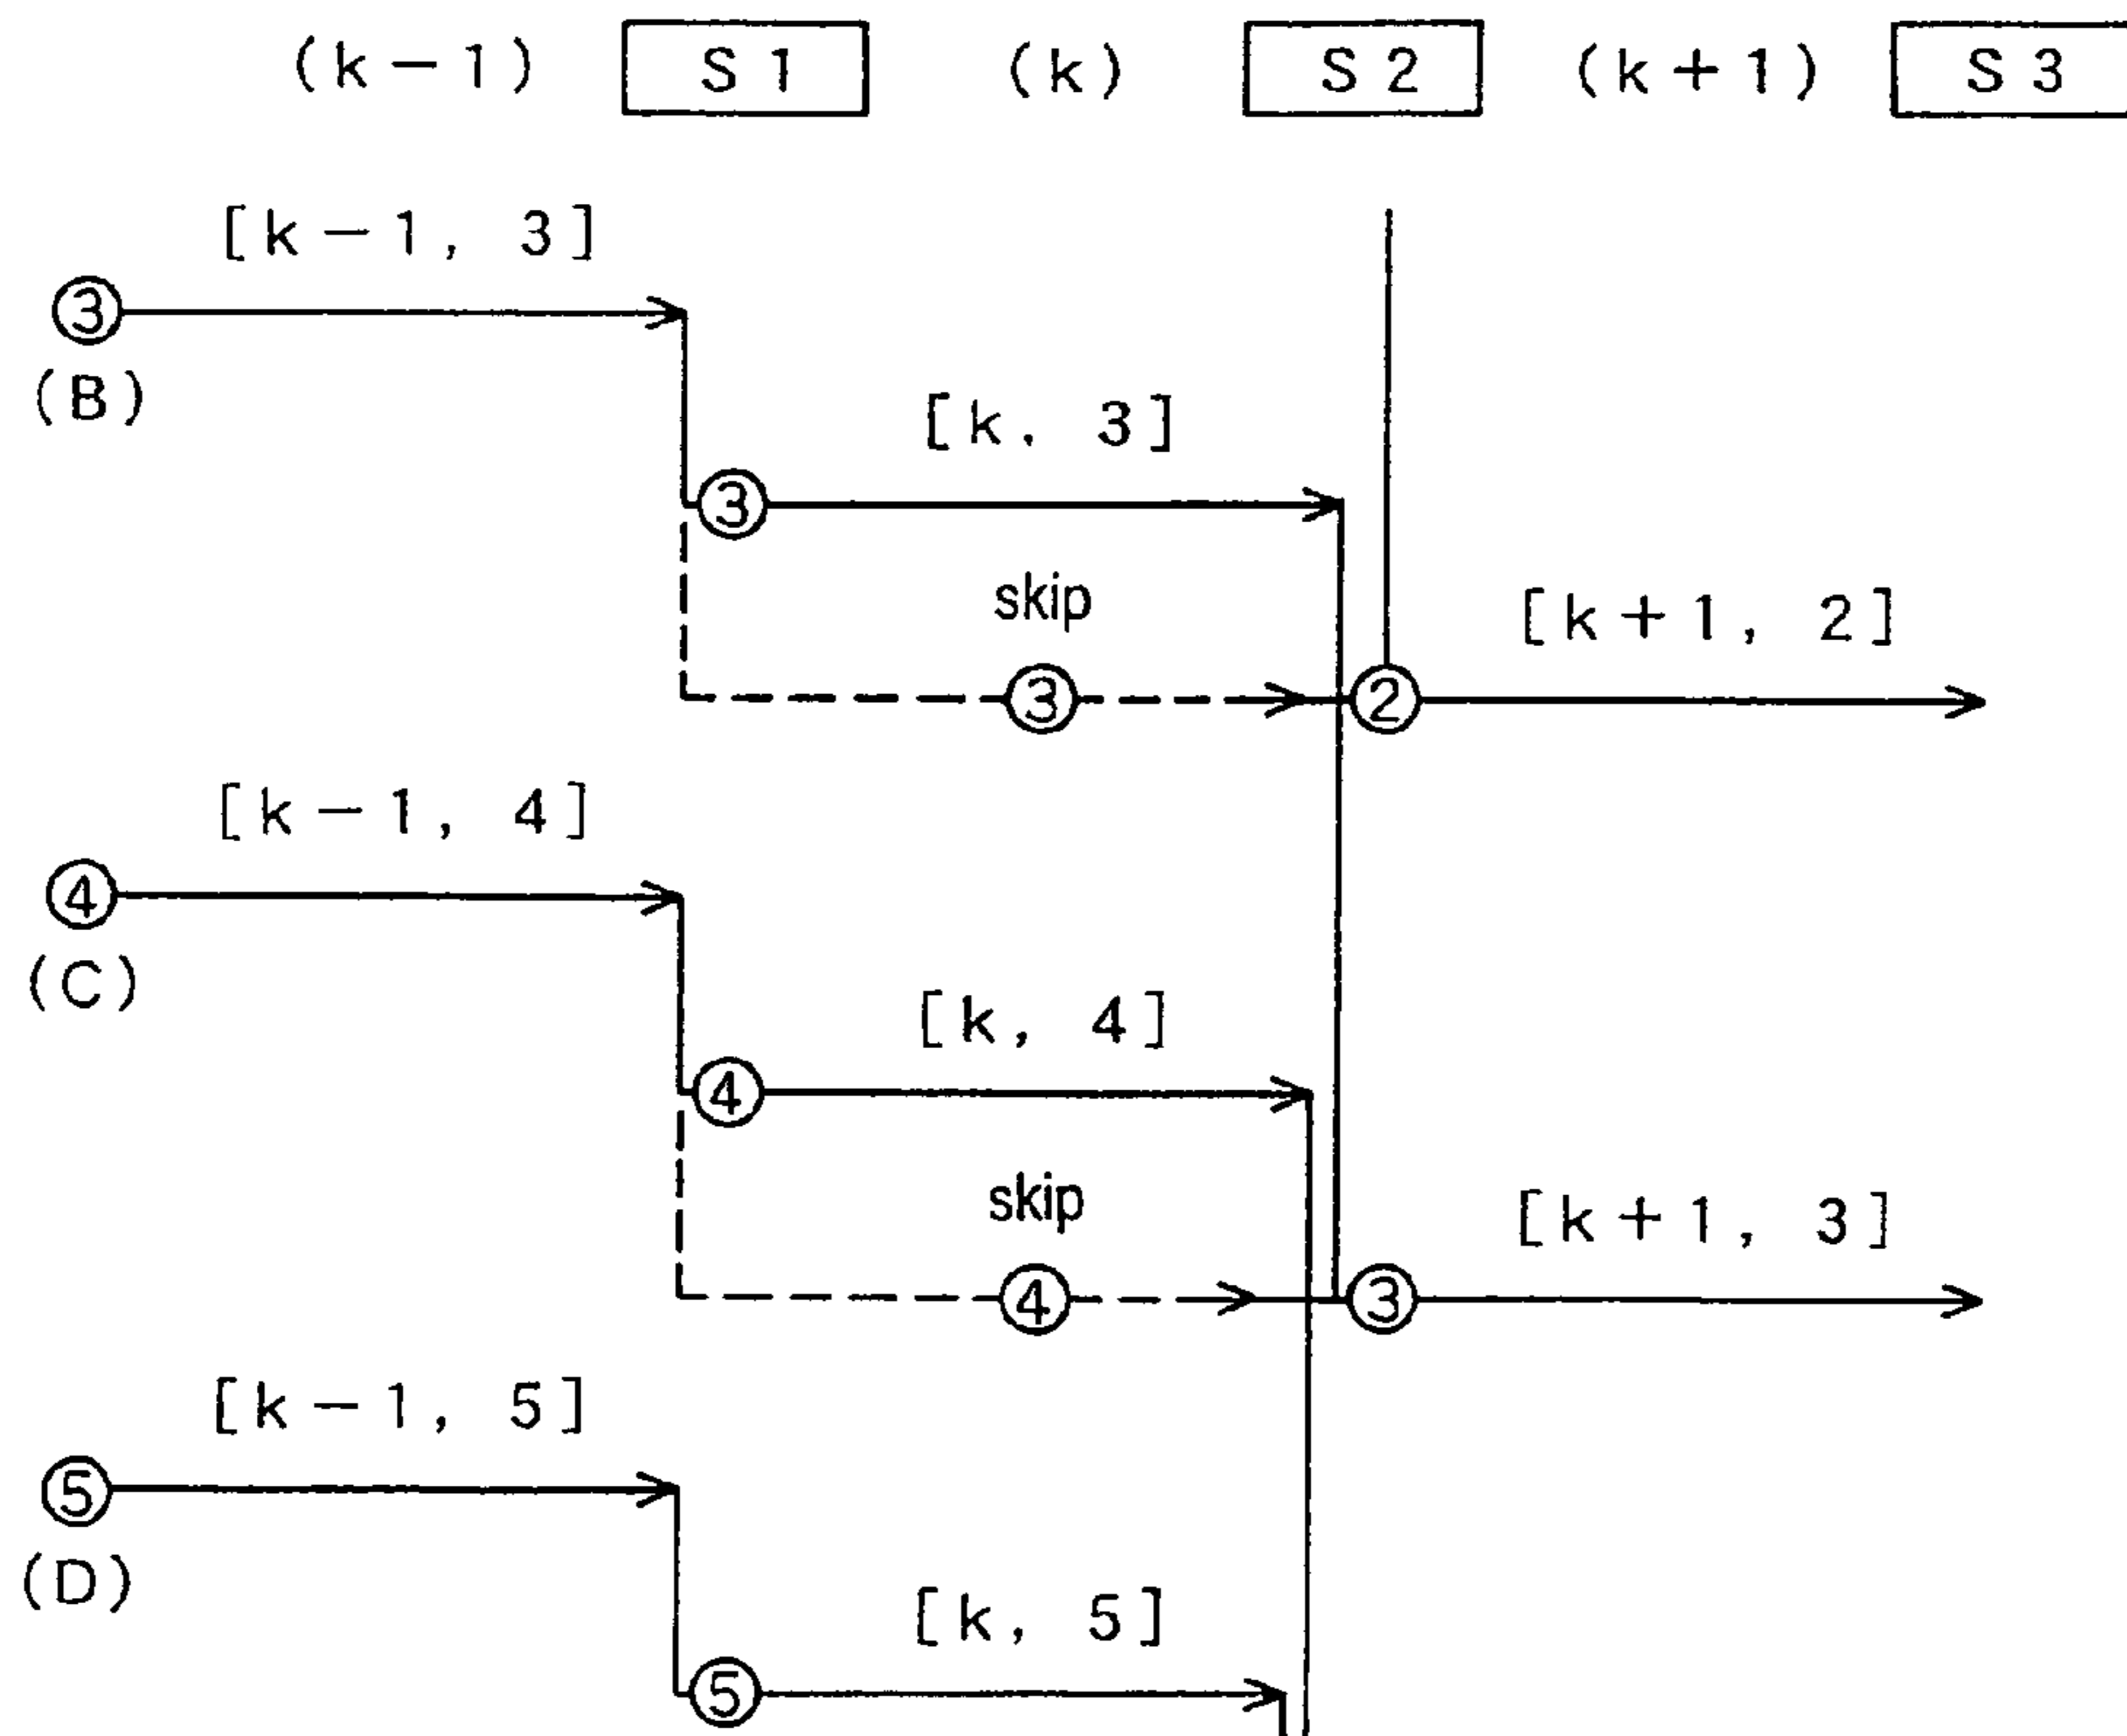 (k-1) S1 (k) S2 (k+1) S3
[k-1, 3]
③
(B)
[k, 3]
③
skip
[k+1, 2]
③ ②
[k-1, 4]
④
(C)
[k, 4]
④
skip
[k+1, 3]
④ ③
[k-1, 5]
⑤
(D)
[k, 5]
⑤